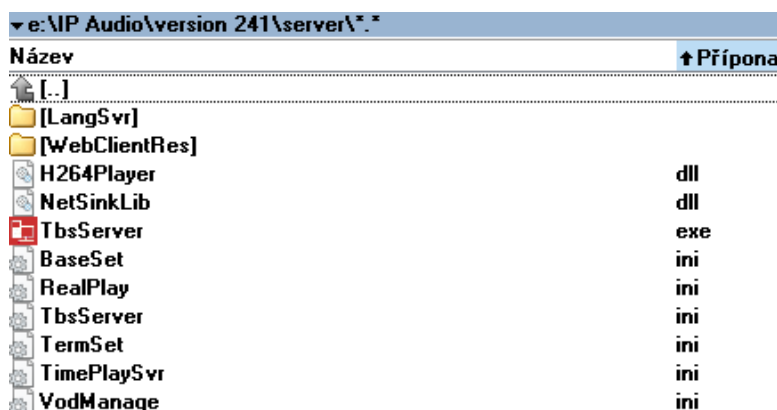 ▼e:\IP Audio\version 241\server\*.*
Název ↑Přípona
[..]
[LangSvr]
[WebClientRes]
H264Player dll
NetSinkLib dll
TbsServer exe
BaseSet ini
RealPlay ini
TbsServer ini
TermSet ini
TimePlaySvr ini
VodManage ini